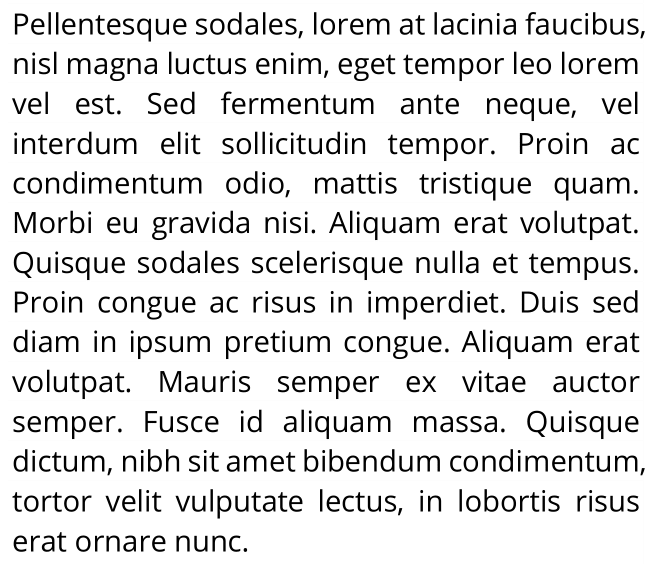 Pellentesque sodales, lorem at lacinia faucibus,
nisl magna luctus enim, eget tempor leo lorem
vel est. Sed fermentum ante neque, vel
interdum elit sollicitudin tempor. Proin ac
condimentum odio, mattis tristique quam.
Morbi eu gravida nisi. Aliquam erat volutpat.
Quisque sodales scelerisque nulla et tempus.
Proin congue ac risus in imperdiet. Duis sed
diam in ipsum pretium congue. Aliquam erat
volutpat. Mauris semper ex vitae auctor
semper. Fusce id aliquam massa. Quisque
dictum, nibh sit amet bibendum condimentum,
tortor velit vulputate lectus, in lobortis risus
erat ornare nunc.